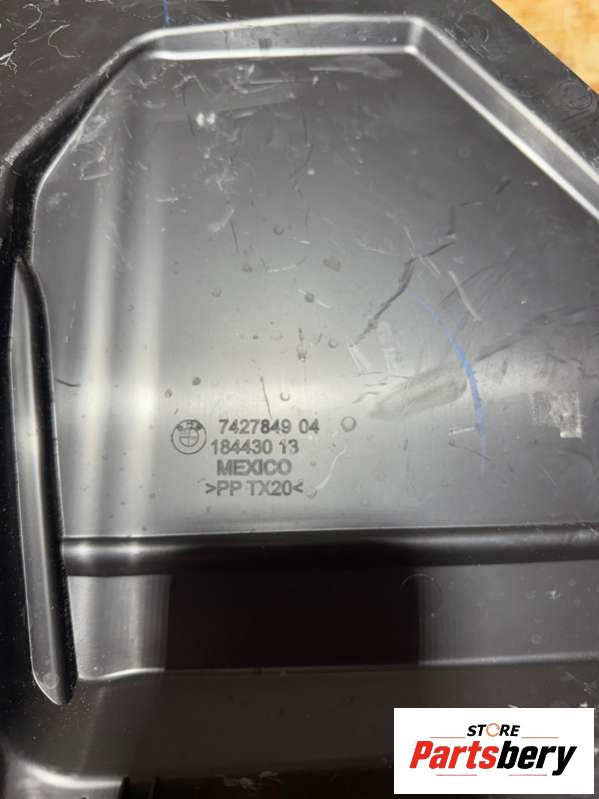 7427849 04
184430 13
MEXICO
>PP TX20<
STORE
Partsbery